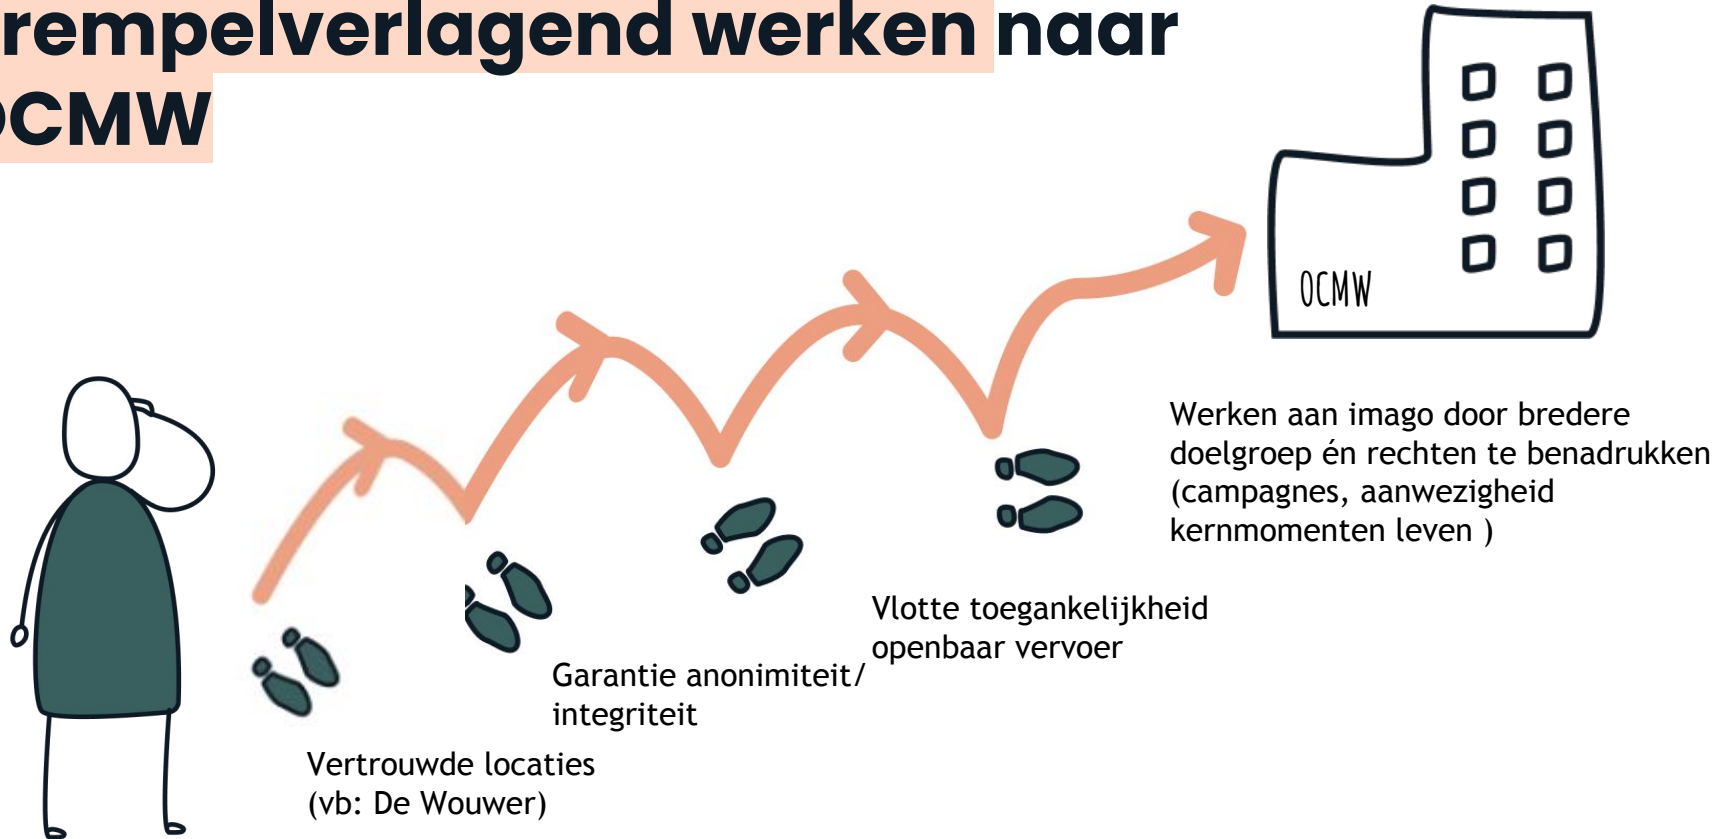 rempelverlagend werken naar
OCMW
OCMW
Werken aan imago door bredere
doelgroep én rechten te benadrukken
(campagnes, aanwezigheid
kernmomenten leven )
Vlotte toegankelijkheid
openbaar vervoer
Garantie anonimiteit/
integriteit
Vertrouwde locaties
(vb: De Wouwer)